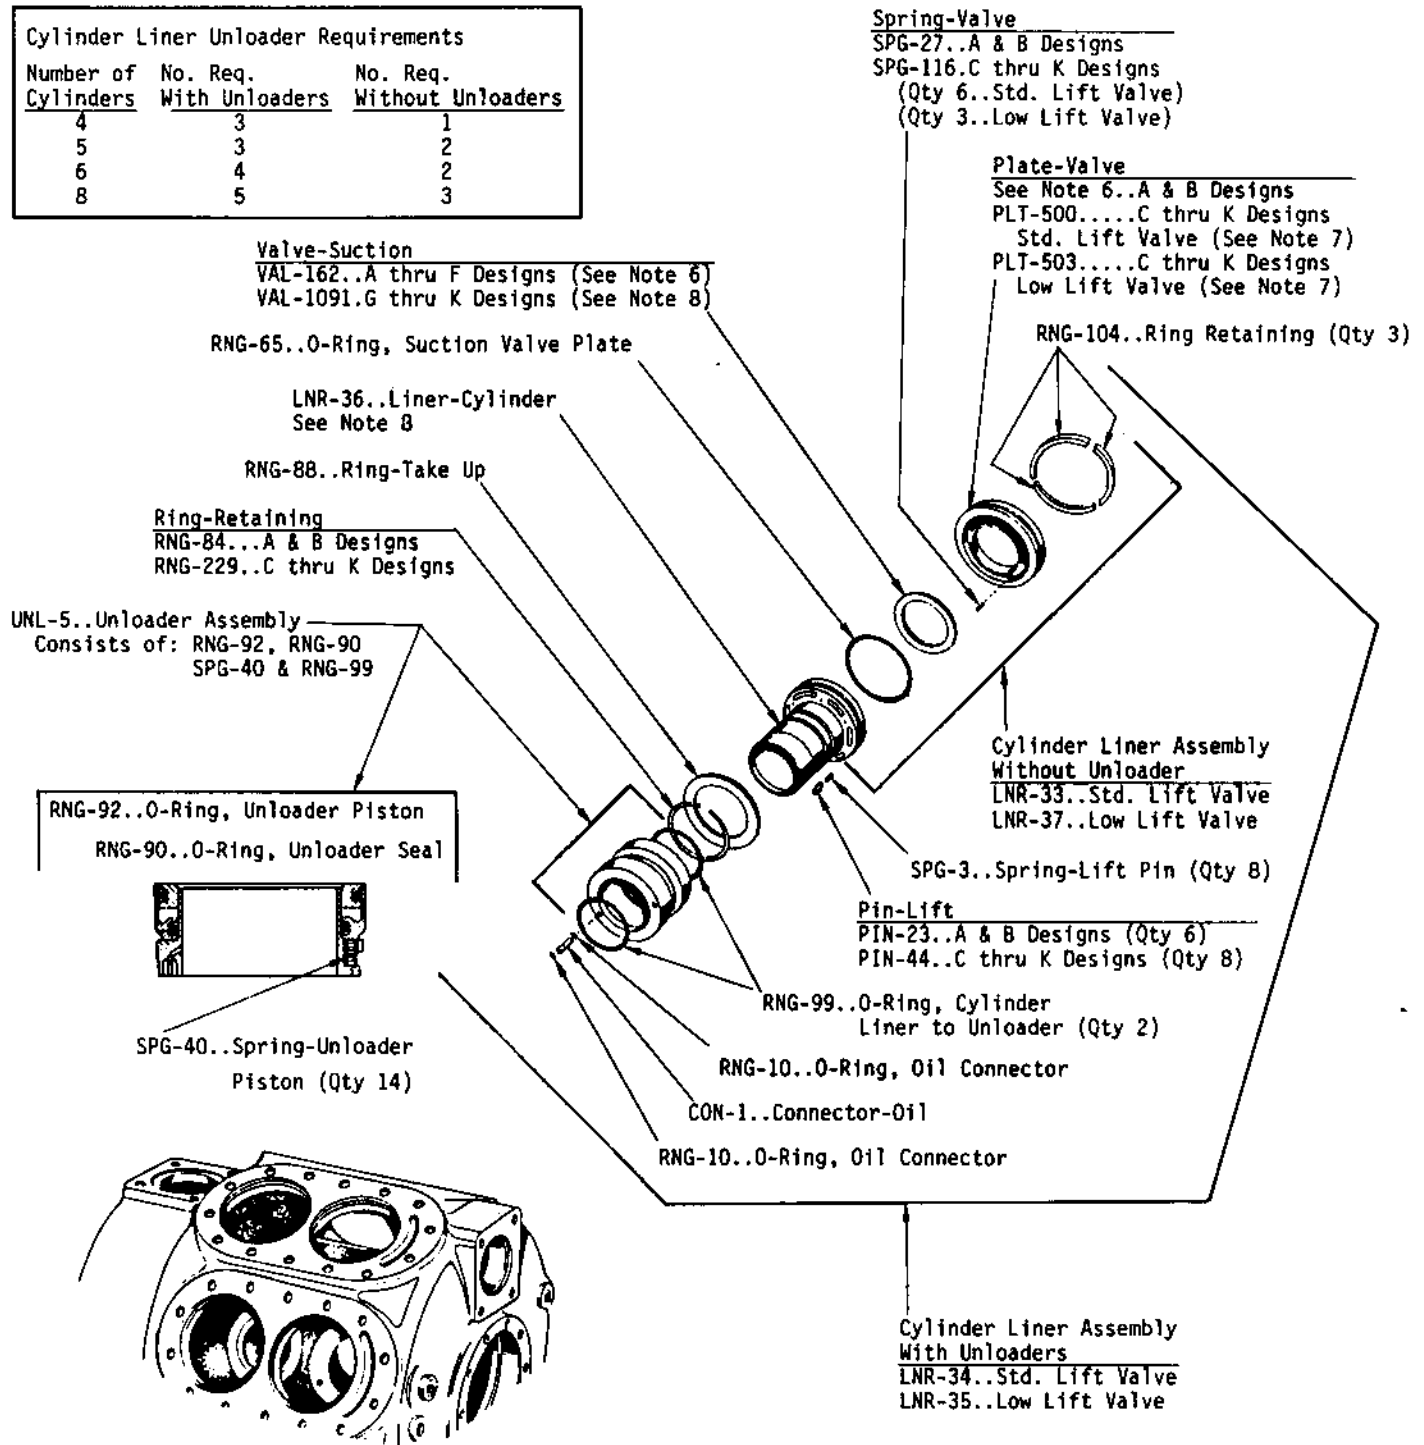 Cylinder Liner Unloader Requirements
Number of No. Req. No. Req.
Cylinders With Unloaders Without Unloaders
4 3 1
5 3 2
6 4 2
8 5 3
Spring-Valve
SPG-27..A & B Designs
SPG-116.C thru K Designs
(Qty 6..Std. Lift Valve)
(Qty 3..Low Lift Valve)
Plate-Valve
See Note 6..A & B Designs
PLT-500.....C thru K Designs
Std. Lift Valve (See Note 7)
PLT-503.....C thru K Designs
Low Lift Valve (See Note 7)
Valve-Suction
VAL-162..A thru F Designs (See Note 6)
VAL-1091.G thru K Designs (See Note 8)
RNG-65..O-Ring, Suction Valve Plate
RNG-104..Ring Retaining (Qty 3)
LNR-36..Liner-Cylinder
See Note 8
RNG-88..Ring-Take Up
Ring-Retaining
RNG-84...A & B Designs
RNG-229..C thru K Designs
UNL-5..Unloader Assembly
Consists of: RNG-92, RNG-90
SPG-40 & RNG-99
Cylinder Liner Assembly
Without Unloader
LNR-33..Std. Lift Valve
LNR-37..Low Lift Valve
RNG-92..O-Ring, Unloader Piston
RNG-90..O-Ring, Unloader Seal
SPG-3..Spring-Lift Pin (Qty 8)
Pin-Lift
PIN-23..A & B Designs (Qty 6)
PIN-44..C thru K Designs (Qty 8)
RNG-99..O-Ring, Cylinder
Liner to Unloader (Qty 2)
SPG-40..Spring-Unloader
Piston (Qty 14)
RNG-10..O-Ring, Oil Connector
CON-1..Connector-Oil
RNG-10..O-Ring, Oil Connector
Cylinder Liner Assembly
With Unloaders
LNR-34..Std. Lift Valve
LNR-35..Low Lift Valve